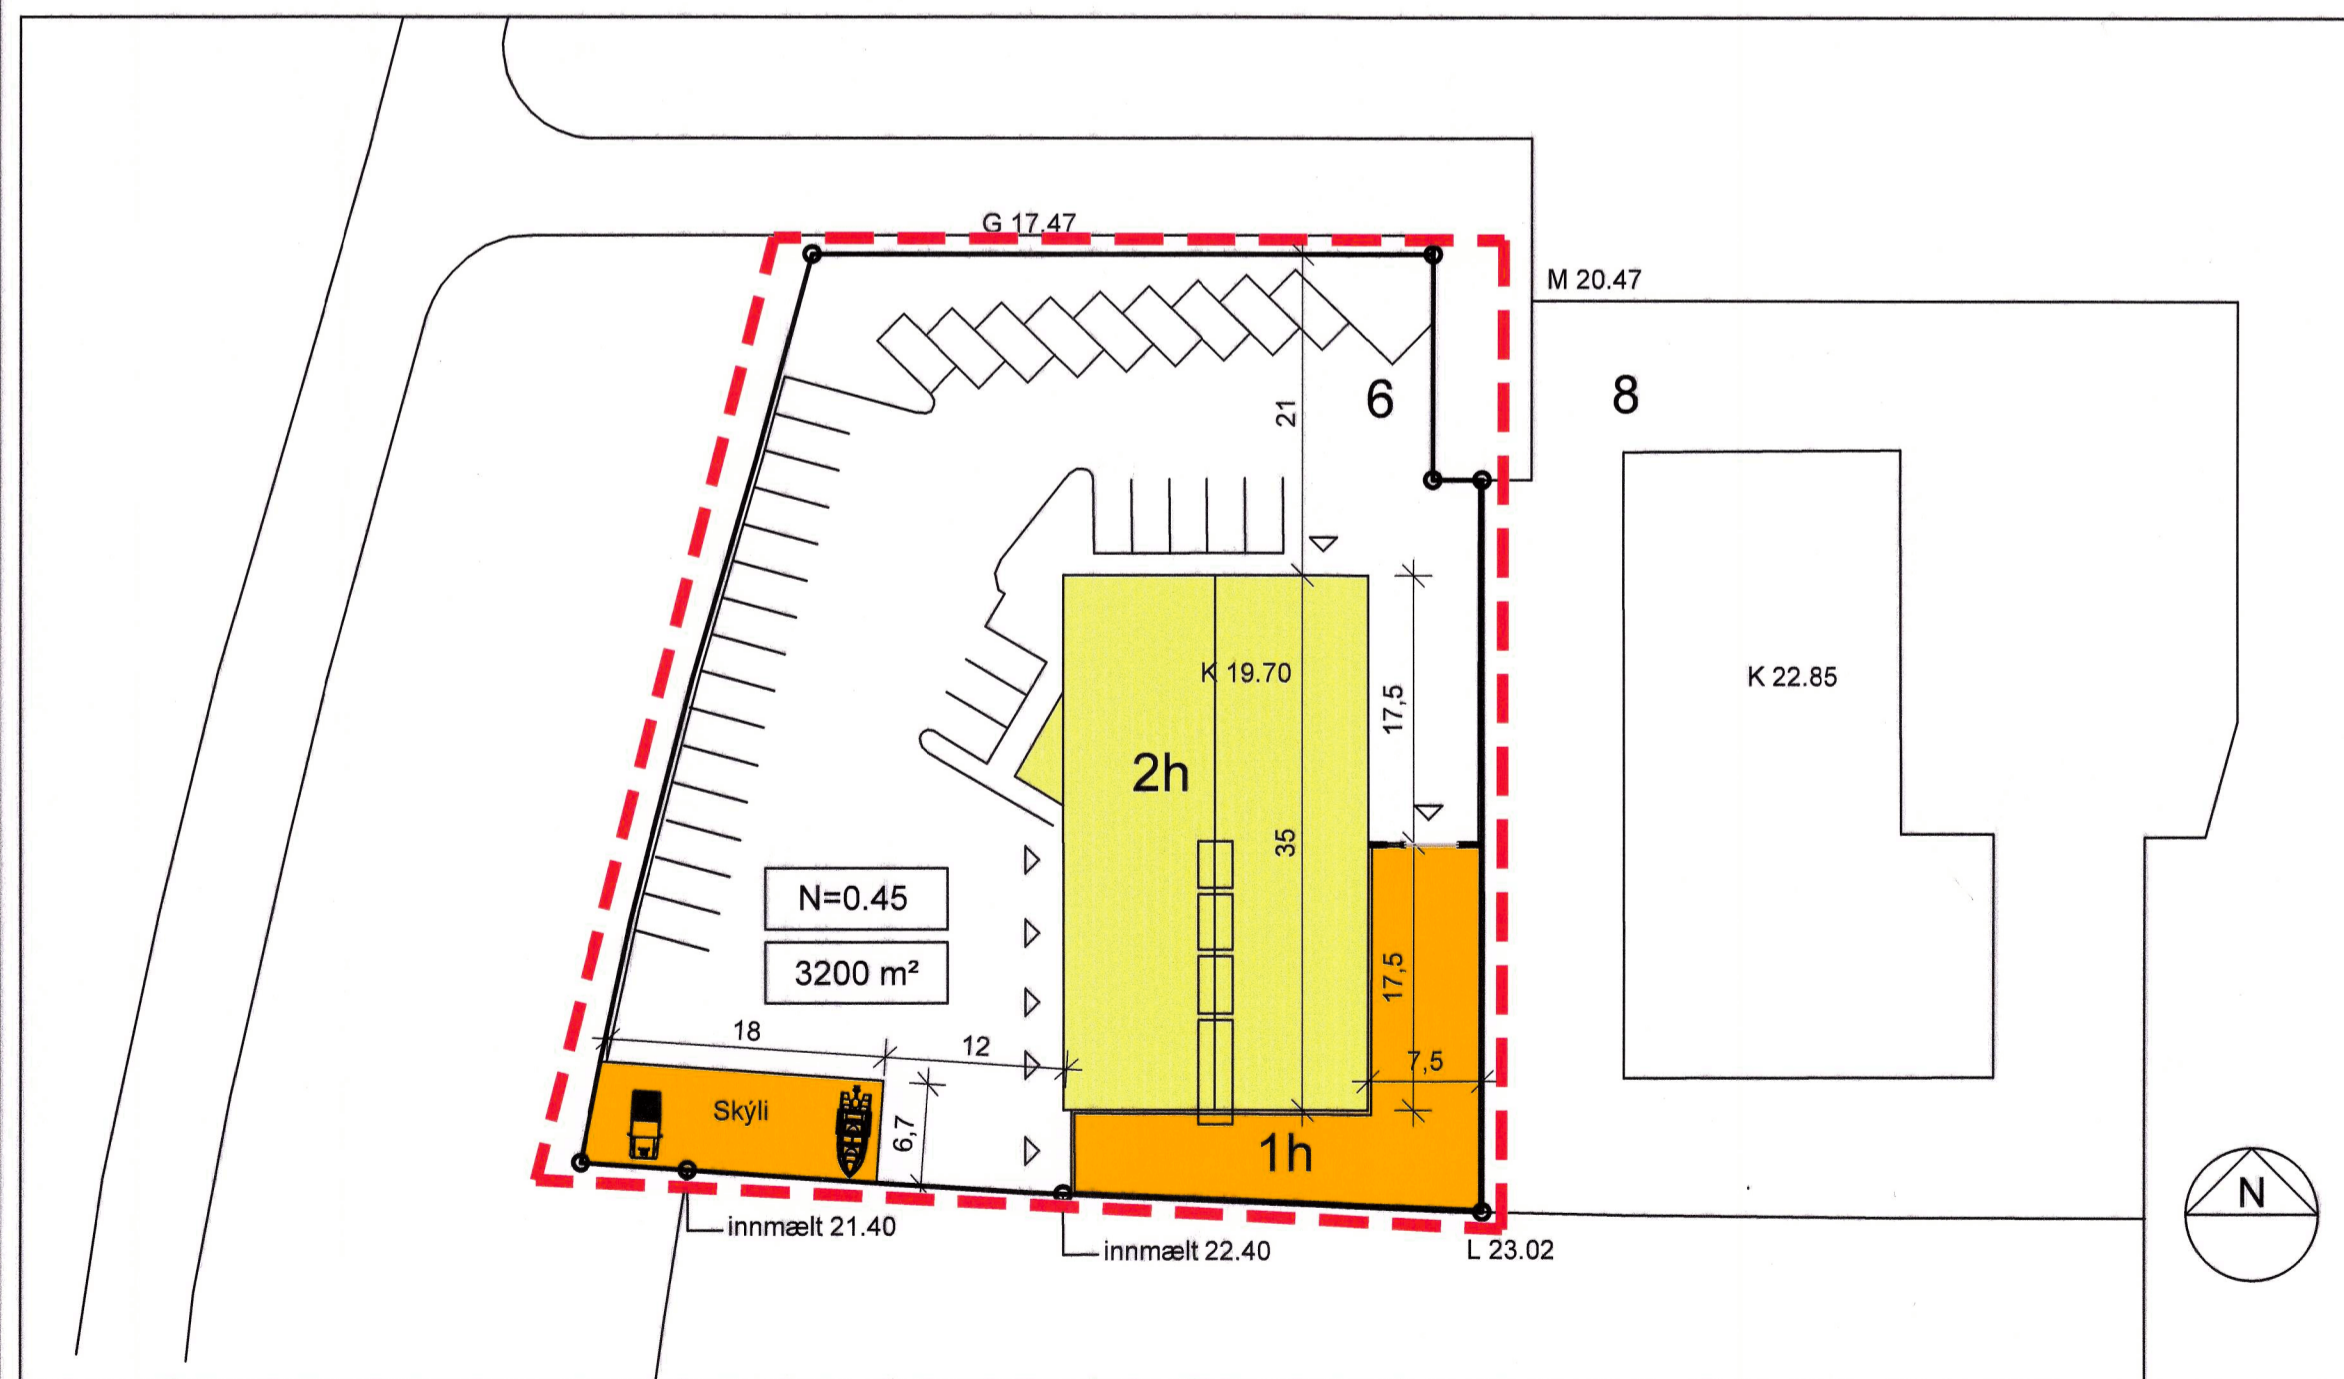 G 17.47
M 20.47
6
8
21
K 19.70
17,5
K 22.85
2h
35
N=0.45
3200 m²
17,5
18
12
7,5
Skýli
6,7
1h
N
innmælt 21.40
innmælt 22.40
L 23.02